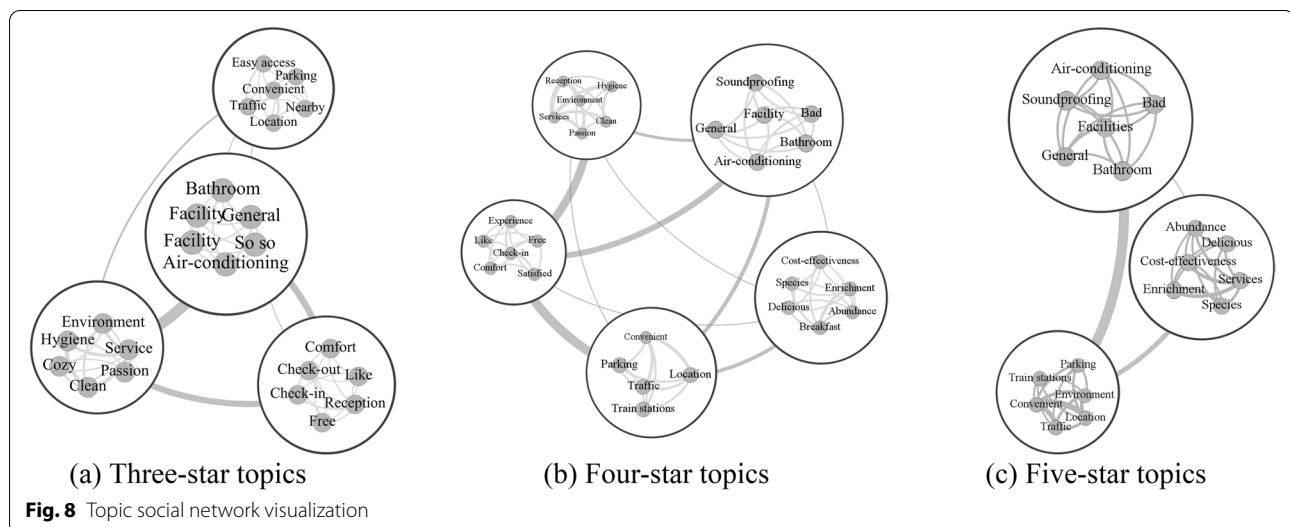 Easy access
Parking
Convenient
Traffic
Nearby
Location
Bathroom
Facility
General
Facility
So so
Air-conditioning
Environment
Hygiene
Service
Cozy
Passion
Clean
Comfort
Check-out
Like
Check-in
Reception
Free
(a) Three-star topics
Reception
Hygiene
Environment
Services
Clean
Passion
Soundproofing
Facility
Bad
General
Bathroom
Air-conditioning
Experience
Like
Free
Check-in
Comfort
Satisfied
Cost-effectiveness
Species
Enrichment
Delicious
Abundance
Breakfast
Convenient
Parking
Location
Traffic
Train stations
(b) Four-star topics
Air-conditioning
Soundproofing
Bad
Facilities
General
Bathroom
Abundance
Delicious
Cost-effectiveness
Services
Enrichment
Species
Parking
Train stations
Environment
Convenient
Location
Traffic
(c) Five-star topics
Fig. 8 Topic social network visualization